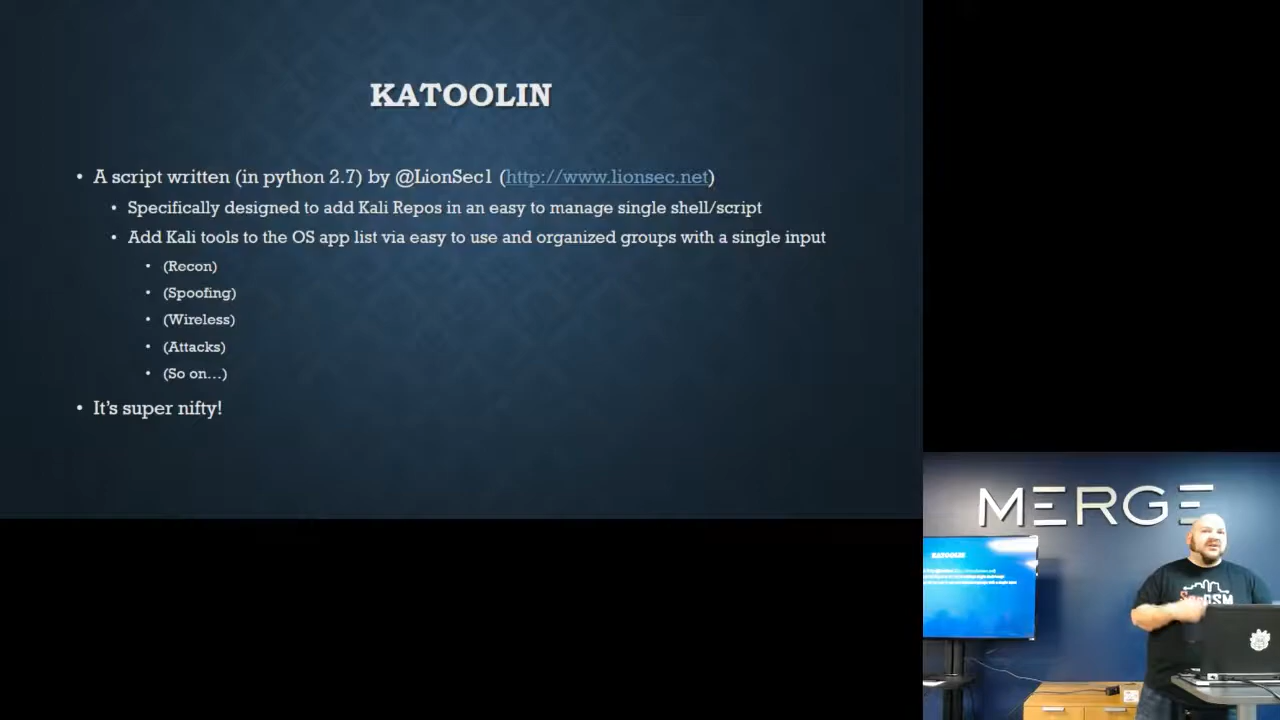 KATOOLIN
• A script written (in python 2.7) by @LionSec1 (http://www.lionsec.net)
• Specifically designed to add Kali Repos in an easy to manage single shell/script
• Add Kali tools to the OS app list via easy to use and organized groups with a single input
• (Recon)
• (Spoofing)
• (Wireless)
• (Attacks)
• (So on...)
• It's super nifty!
MERGE
KATOOLIN
SecDSM